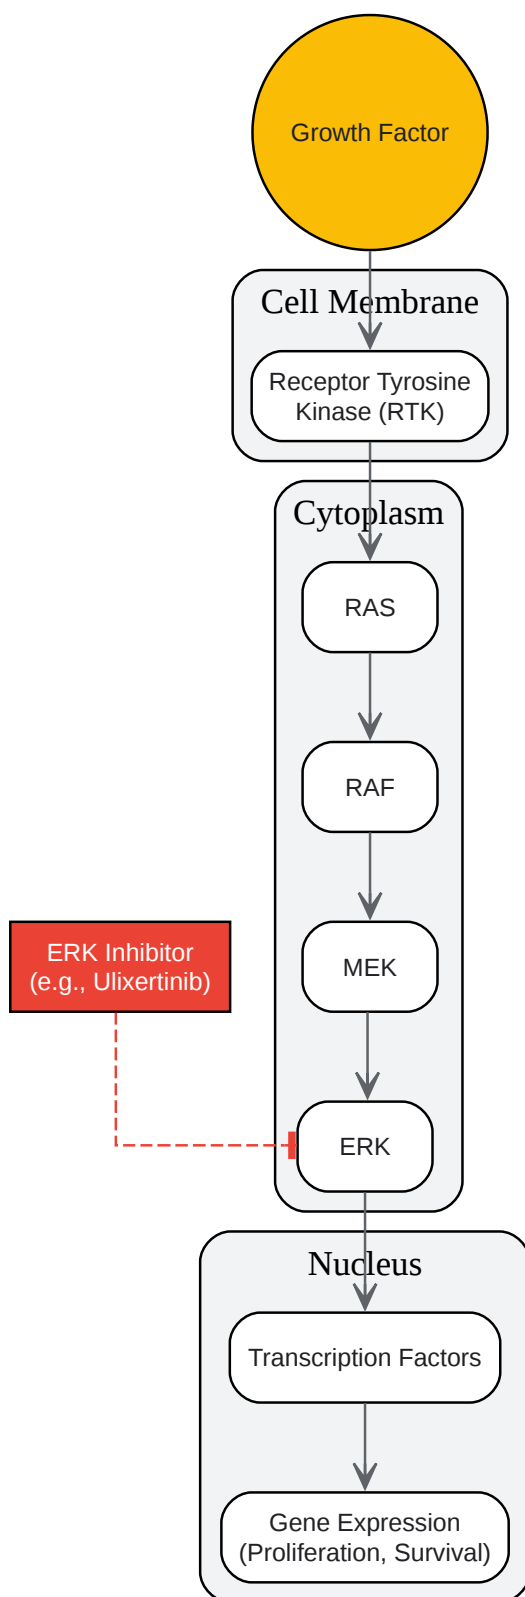 Growth Factor
Cell Membrane
Receptor Tyrosine
Kinase (RTK)
Cytoplasm
RAS
RAF
ERK Inhibitor
(e.g., Ulixertinib)
MEK
ERK
Nucleus
Transcription Factors
Gene Expression
(Proliferation, Survival)